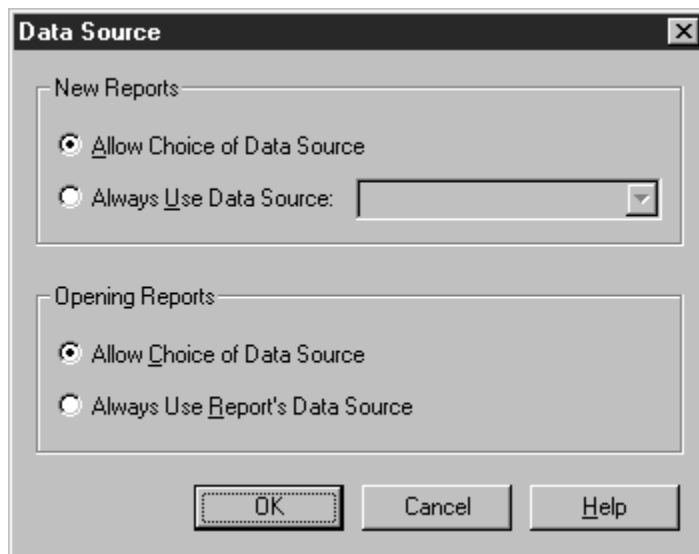 Data Source
New Reports
Allow Choice of Data Source
Always Use Data Source:
Opening Reports
Allow Choice of Data Source
Always Use Report's Data Source
OK Cancel Help